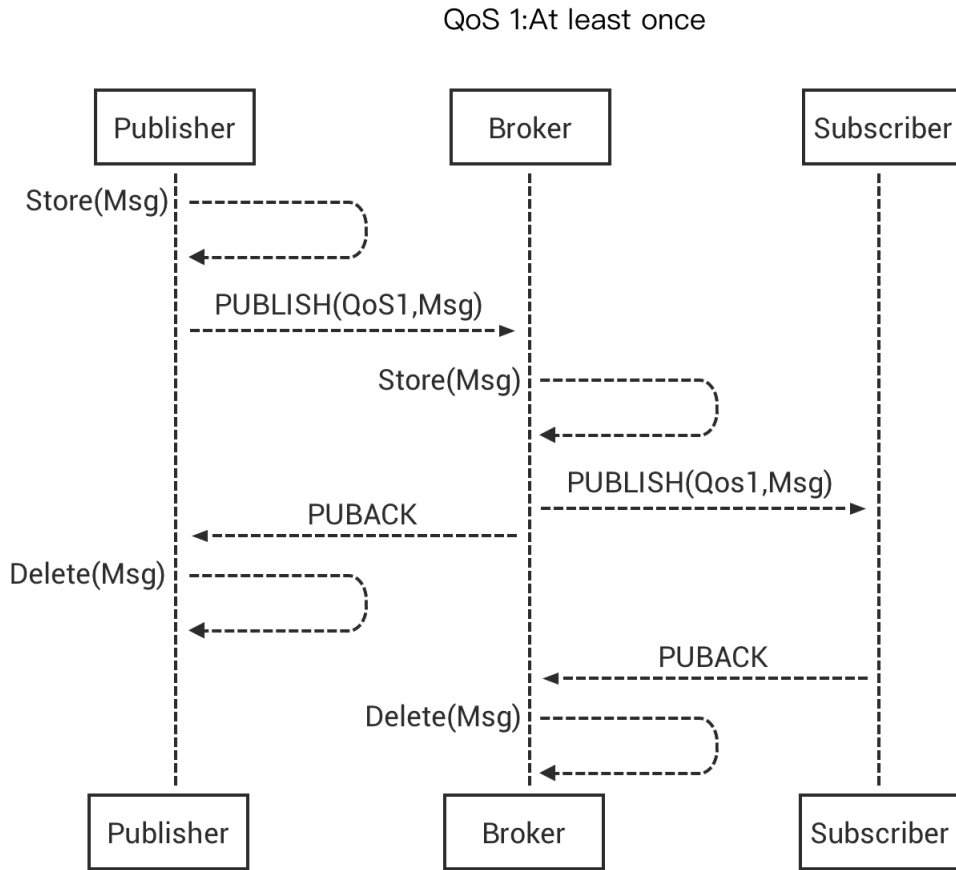 QoS 1:At least once
Publisher Broker Subscriber
Store(Msg)
PUBLISH(QoS1,Msg)
Store(Msg)
PUBLISH(Qos1,Msg)
PUBACK
Delete(Msg)
PUBACK
Delete(Msg)
Publisher Broker Subscriber